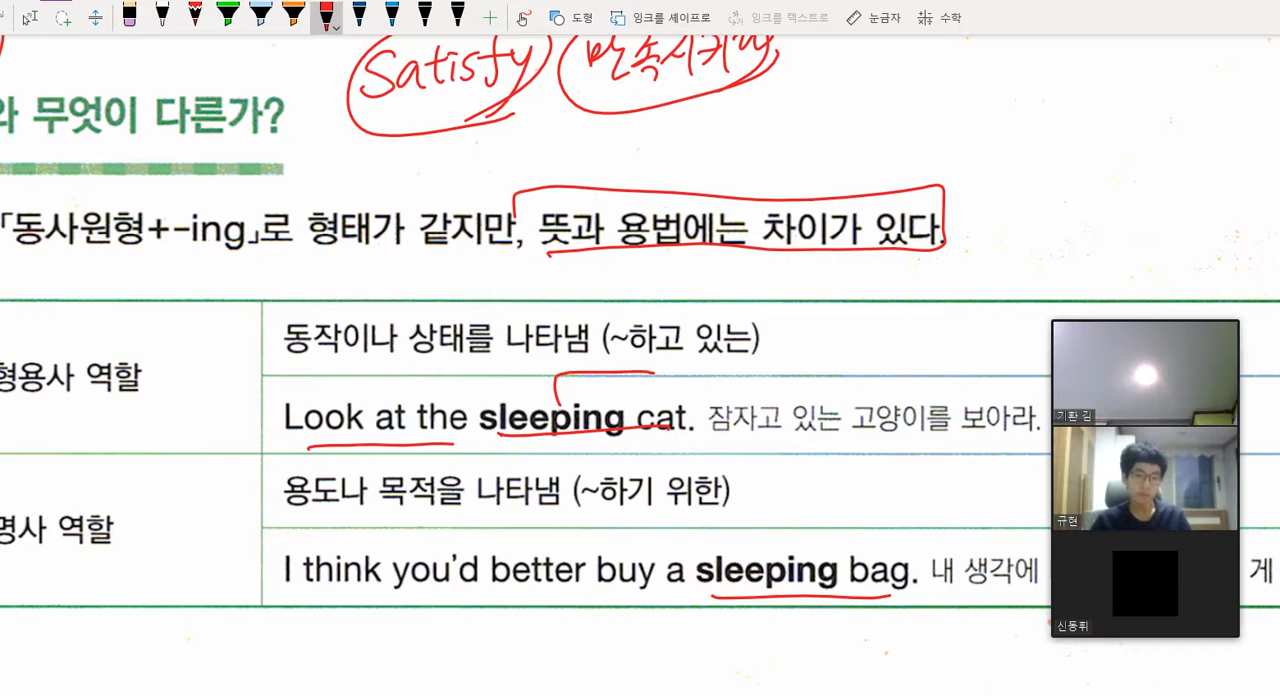 도형 잉크를 셰이프로 잉크를 텍스트로 눈금자 수학
Satisfy 만족시키다
와 무엇이 다른가?
「동사원형+-ing」로 형태가 같지만, 뜻과 용법에는 차이가 있다.
형용사 역할
동작이나 상태를 나타냄 (~하고 있는)
Look at the sleeping cat. 잠자고 있는 고양이를 보아라.
명사 역할
용도나 목적을 나타냄 (~하기 위한)
I think you'd better buy a sleeping bag. 내 생각에 게
기환 김
규현
신동휘